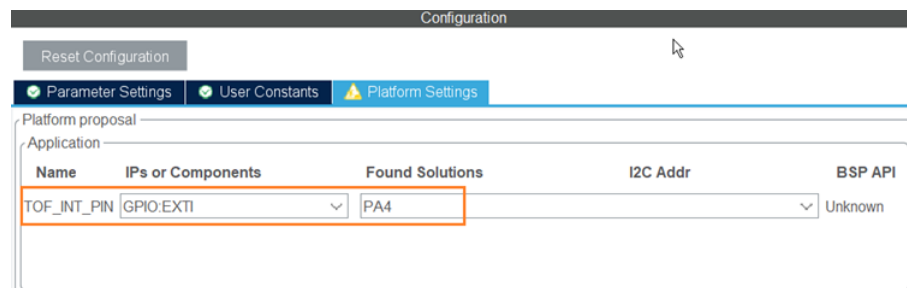 Configuration
Reset Configuration
Parameter Settings User Constants Platform Settings
Platform proposal
Application
Name IPs or Components Found Solutions I2C Addr BSP API
TOF_INT_PIN GPIO:EXTI PA4 Unknown